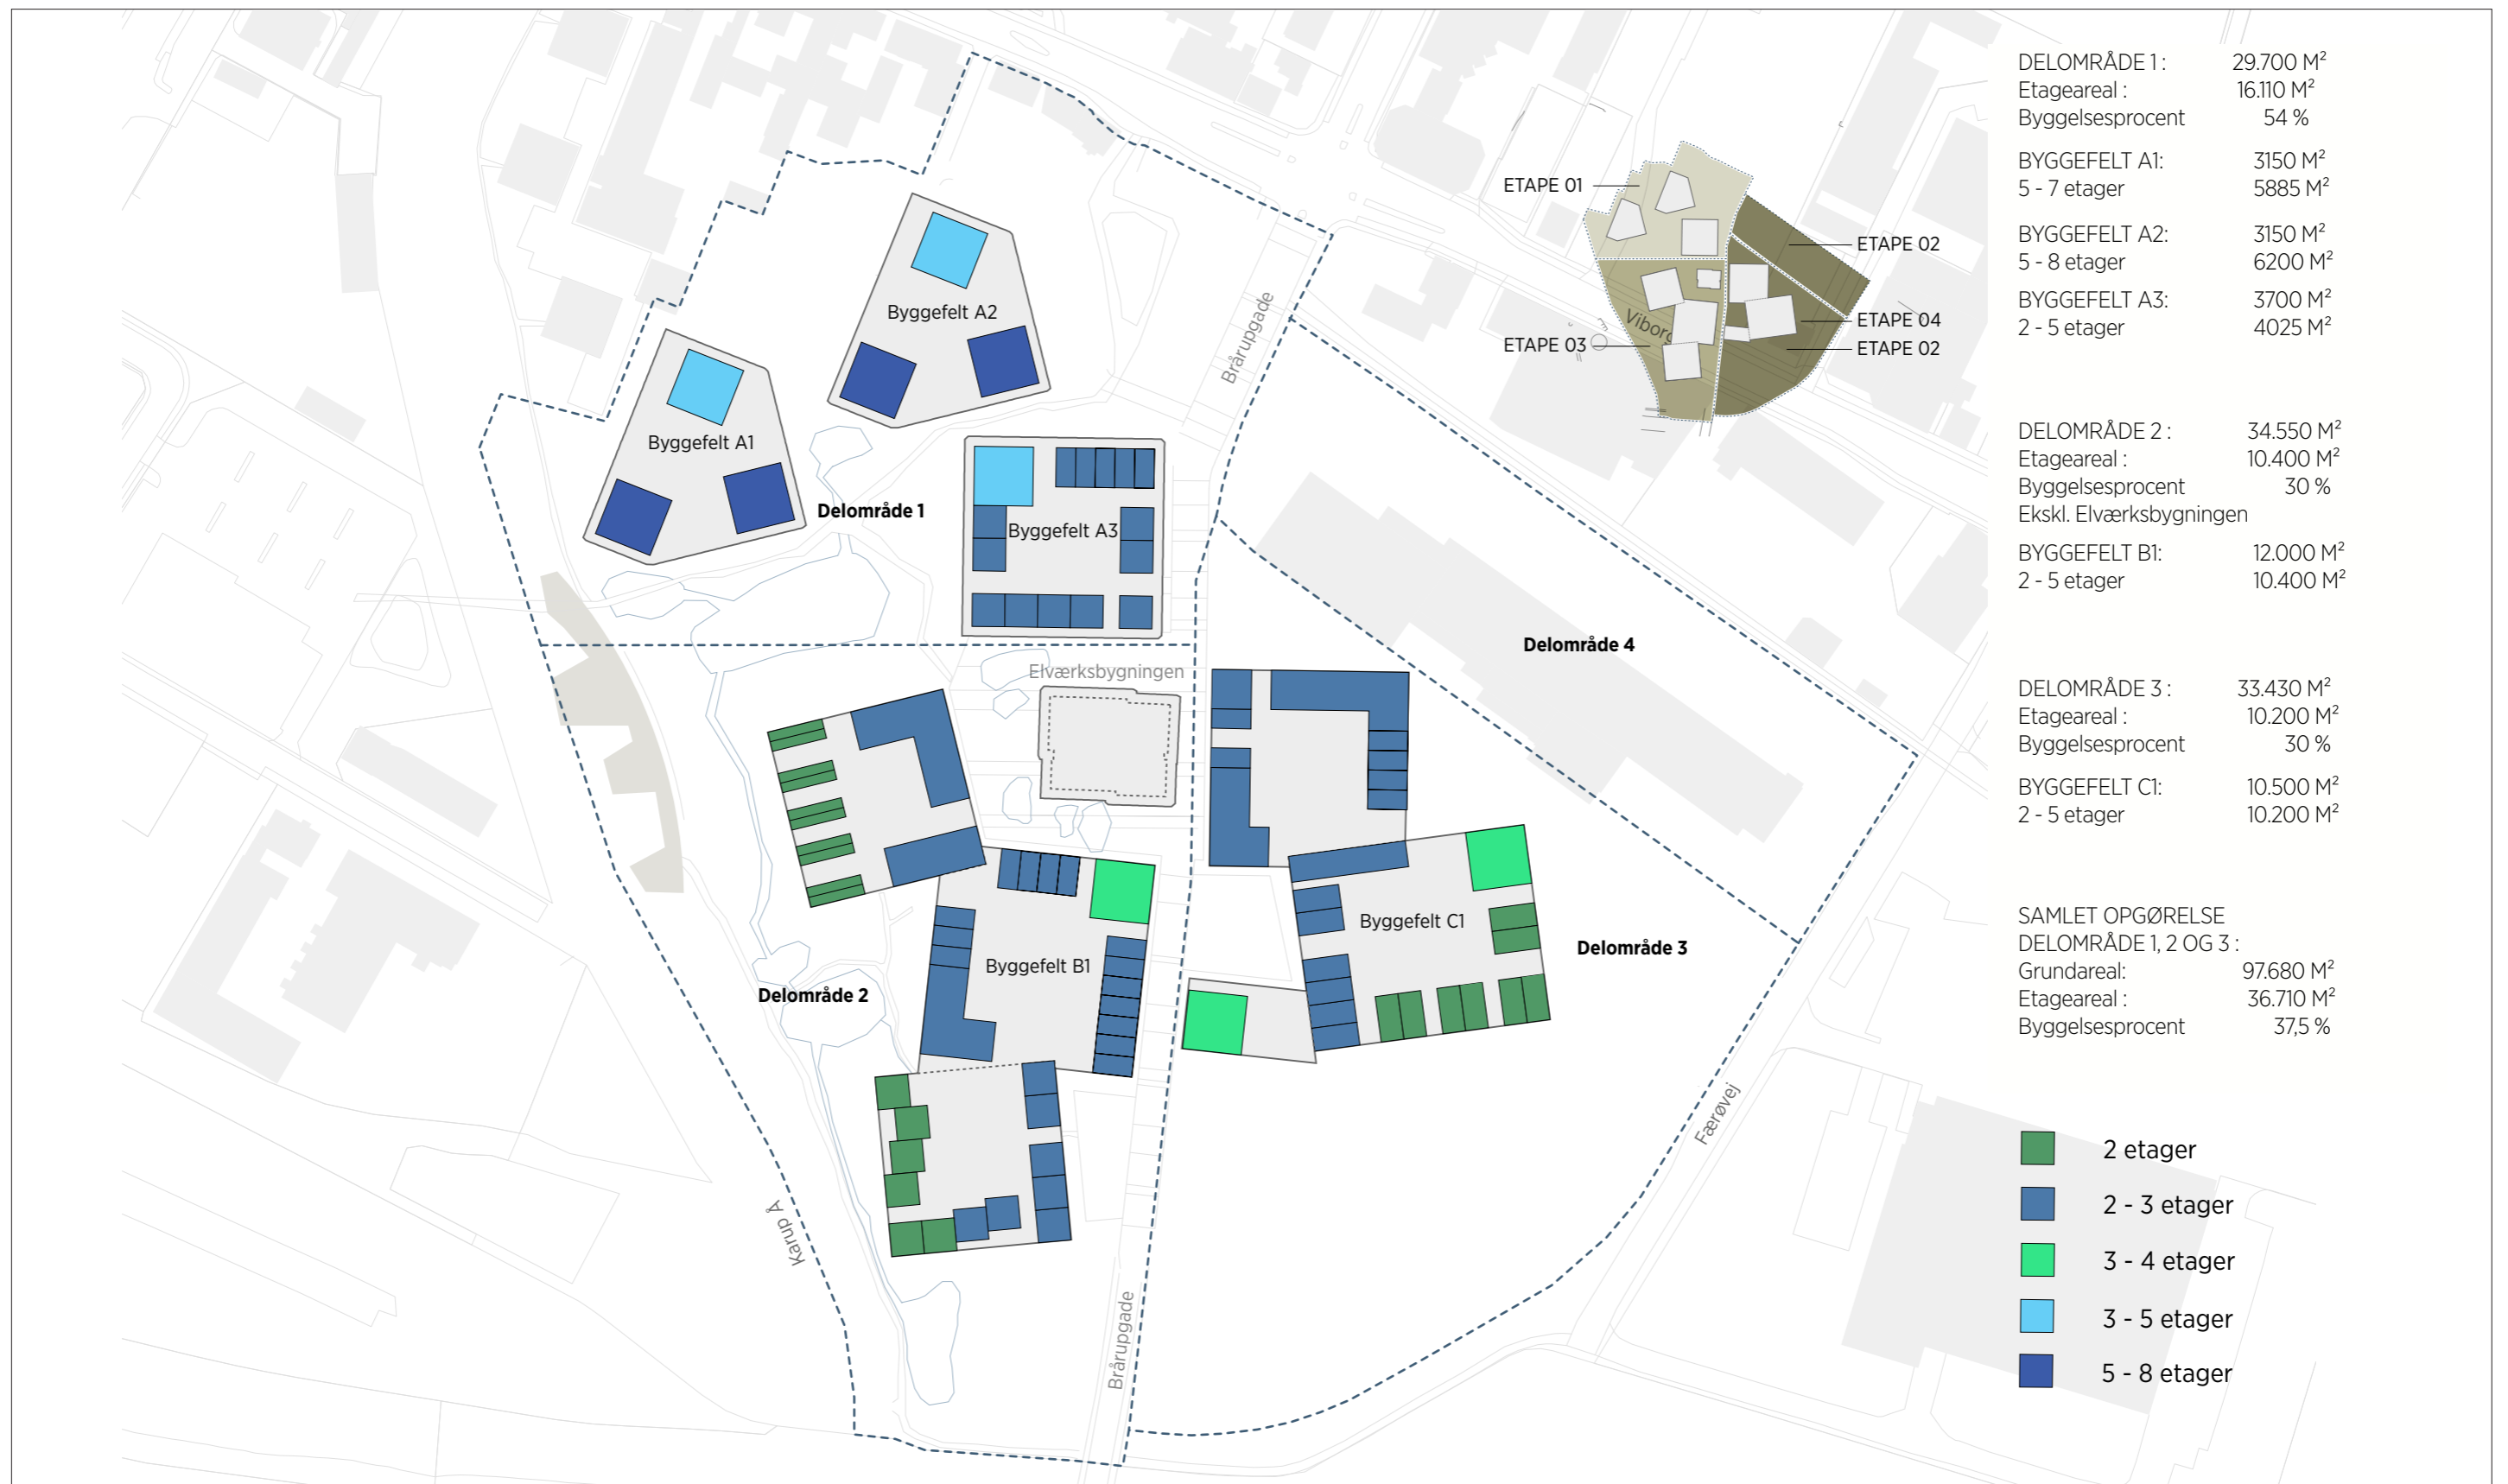 DELOMRÅDE 1 : 29.700 M²
Etageareal : 16.110 M²
Byggelsesprocent 54 %
BYGGEFELT A1: 3150 M²
5 - 7 etager 5885 M²
BYGGEFELT A2: 3150 M²
5 - 8 etager 6200 M²
BYGGEFELT A3: 3700 M²
2 - 5 etager 4025 M²
DELOMRÅDE 2 : 34.550 M²
Etageareal : 10.400 M²
Byggelsesprocent 30 %
Ekskl. Elværksbygningen
BYGGEFELT B1: 12.000 M²
2 - 5 etager 10.400 M²
DELOMRÅDE 3 : 33.430 M²
Etageareal : 10.200 M²
Byggelsesprocent 30 %
BYGGEFELT C1: 10.500 M²
2 - 5 etager 10.200 M²
SAMLET OPGØRELSE
DELOMRÅDE 1, 2 OG 3 :
Grundareal: 97.680 M²
Etageareal : 36.710 M²
Byggelsesprocent 37,5 %
2 etager
2 - 3 etager
3 - 4 etager
3 - 5 etager
5 - 8 etager
ETAPE 01
ETAPE 02
ETAPE 04
ETAPE 03
ETAPE 02
Byggefelt A2
Brårupgade
Byggefelt A1
Delområde 1
Byggefelt A3
Delområde 4
Elværksbygningen
Byggefelt C1
Delområde 3
Byggefelt B1
Delområde 2
Færøvej
Karup Å
Brårupgade